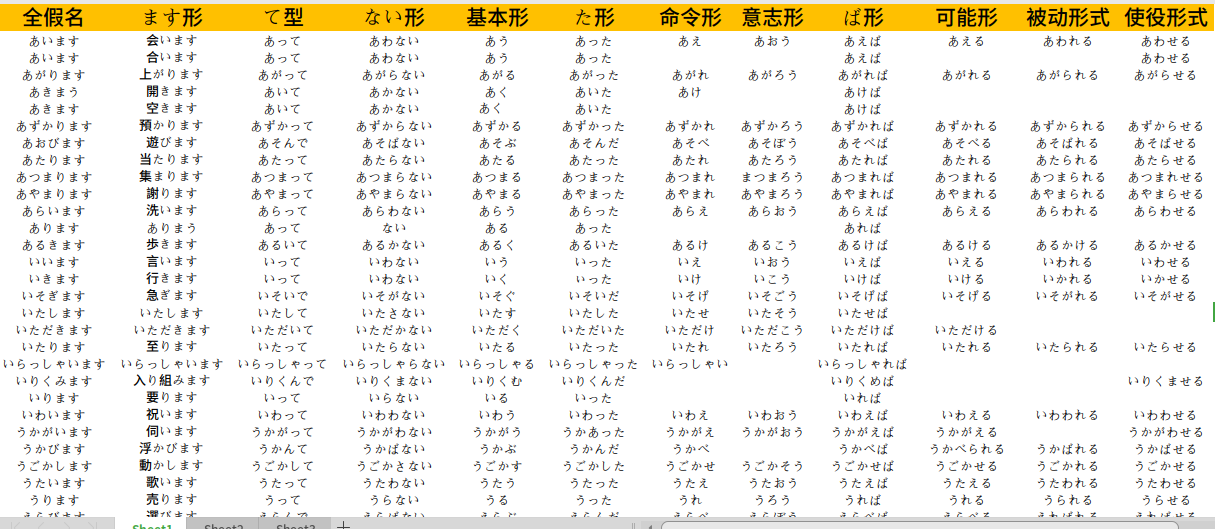 全假名 ます形 て型 ない形 基本形 た形 命令形 意志形 ば形 可能形 被动形式 使役形式
あいます 会います あって あわない あう あった あえ あおう あえば あえる あわれる あわせる
あいます 合います あって あわない あう あった あえば あわせる
あがります 上がります あがって あがらない あがる あがった あがれ あがろう あがれば あがれる あがられる あがらせる
あきまう 開きます あいて あかない あく あいた あけ あけば
あきます 空きます あいて あかない あく あいた あけば
あずかります 預かります あずかって あずからない あずかる あずかった あずかれ あずかろう あずかれば あずかれる あずかられる あずからせる
あおびます 遊びます あそんで あそばない あそぶ あそんだ あそべ あそぼう あそべば あそべる あそばれる あそばせる
あたります 当たります あたって あたらない あたる あたった あたれ あたろう あたれば あたれる あたられる あたらせる
あつまります 集まります あつまって あつまらない あつまる あつまった あつまれ まつまろう あつまれば あつまれる あつまられる あつまれせる
あやまります 謝ります あやまって あやまらない あやまる あやまった あやまれ あやまろう あやまれば あやまれる あやまられる あやまらせる
あらいます 洗います あらって あらわない あらう あらった あらえ あらおう あらえば あらえる あらわれる あらわせる
あります ありまう あって ない ある あった あれば
あるきます 歩きます あるいて あるかない あるく あるいた あるけ あるこう あるけば あるける あるかける あるかせる
いいます 言います いって いわない いう いった いえ いおう いえば いえる いわれる いわせる
いきます 行きます いって いわない いく いった いけ いこう いけば いける いかれる いかせる
いそぎます 急ぎます いそいで いそがない いそぐ いそいだ いそげ いそごう いそげば いそげる いそがれる いそがせる
いたします いたします いたして いたさない いたす いたした いたせ いたそう いたせば
いただきます いただきます いただいて いただかない いただく いただいた いただけ いただこう いただければ いただける
いたります 至ります いたって いたらない いたる いたった いたれ いたろう いたれば いたれる いたられる いたらせる
いらっしゃいます いらっしゃいます いらっしゃって いらっしゃらない いらっしゃる いらっしゃった いらっしゃい いらっしゃれば
いりくみます 入り組みます いりくんで いりくまない いりくむ いりくんだ いりくめば いりくませる
いります 要ります いって いらない いる いった いれば
いわいます 祝います いわって いわわない いわう いわった いわえ いわおう いわえば いわえる いわわれる いわわせる
うかがいます 伺います うかがって うかがわない うかがう うかあった うかがえ うかがおう うかがえば うかがえる うかがわせる
うかびます 浮かびます うかんて うかばない うかぶ うかんだ うかべ うかべば うかべられる うかばれる うかばせる
うごかします 動かします うごかして うごかさない うごかす うごかした うごかせ うごかそう うごかせば うごかせる うごかれる うごかせる
うたいます 歌います うたって うたわない うたう うたった うたえ うたおう うたえば うたえる うたわれる うたわせる
うります 売ります うって うらない うる うった うれ うろう うれば うれる うられる うらせる